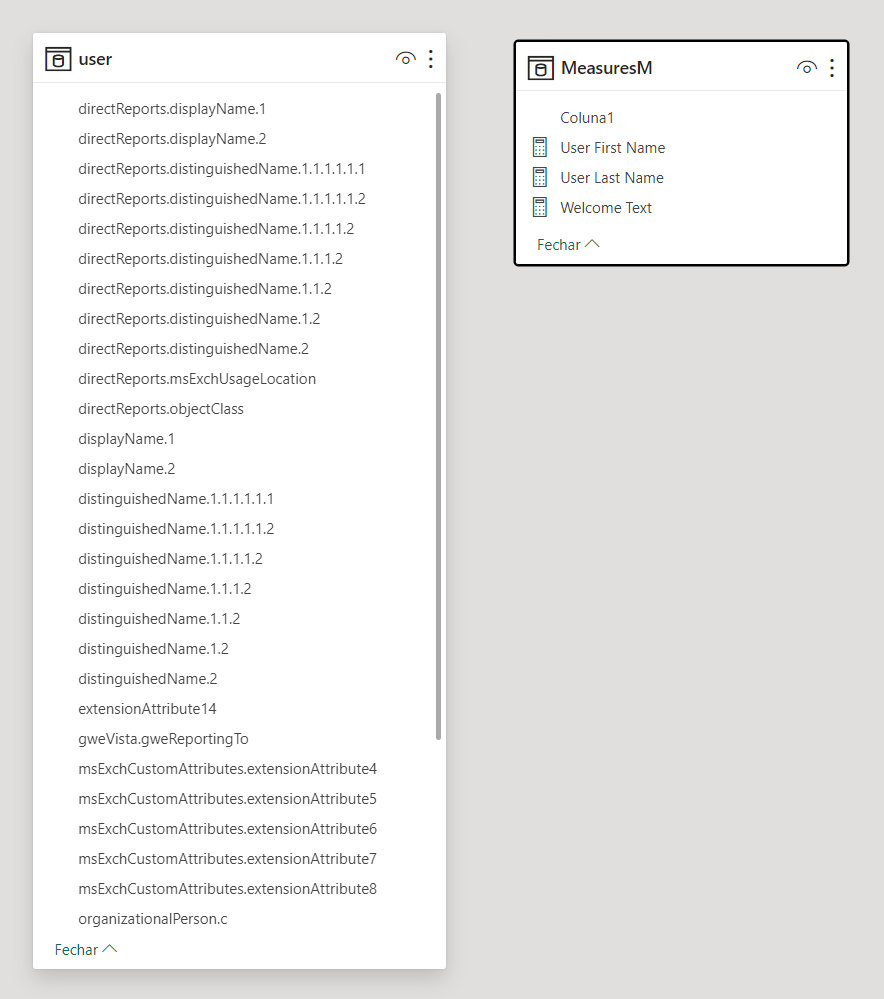 user
directReports.displayName.1
directReports.displayName.2
directReports.distinguishedName.1.1.1.1.1.1
directReports.distinguishedName.1.1.1.1.1.2
directReports.distinguishedName.1.1.1.1.2
directReports.distinguishedName.1.1.1.2
directReports.distinguishedName.1.1.2
directReports.distinguishedName.1.2
directReports.distinguishedName.2
directReports.msExchUsageLocation
directReports.objectClass
displayName.1
displayName.2
distinguishedName.1.1.1.1.1.1
distinguishedName.1.1.1.1.1.2
distinguishedName.1.1.1.1.2
distinguishedName.1.1.1.2
distinguishedName.1.1.2
distinguishedName.1.2
distinguishedName.2
extensionAttribute14
gweVista.gweReportingTo
msExchCustomAttributes.extensionAttribute4
msExchCustomAttributes.extensionAttribute5
msExchCustomAttributes.extensionAttribute6
msExchCustomAttributes.extensionAttribute7
msExchCustomAttributes.extensionAttribute8
organizationalPerson.c
Fechar
MeasuresM
Coluna1
User First Name
User Last Name
Welcome Text
Fechar